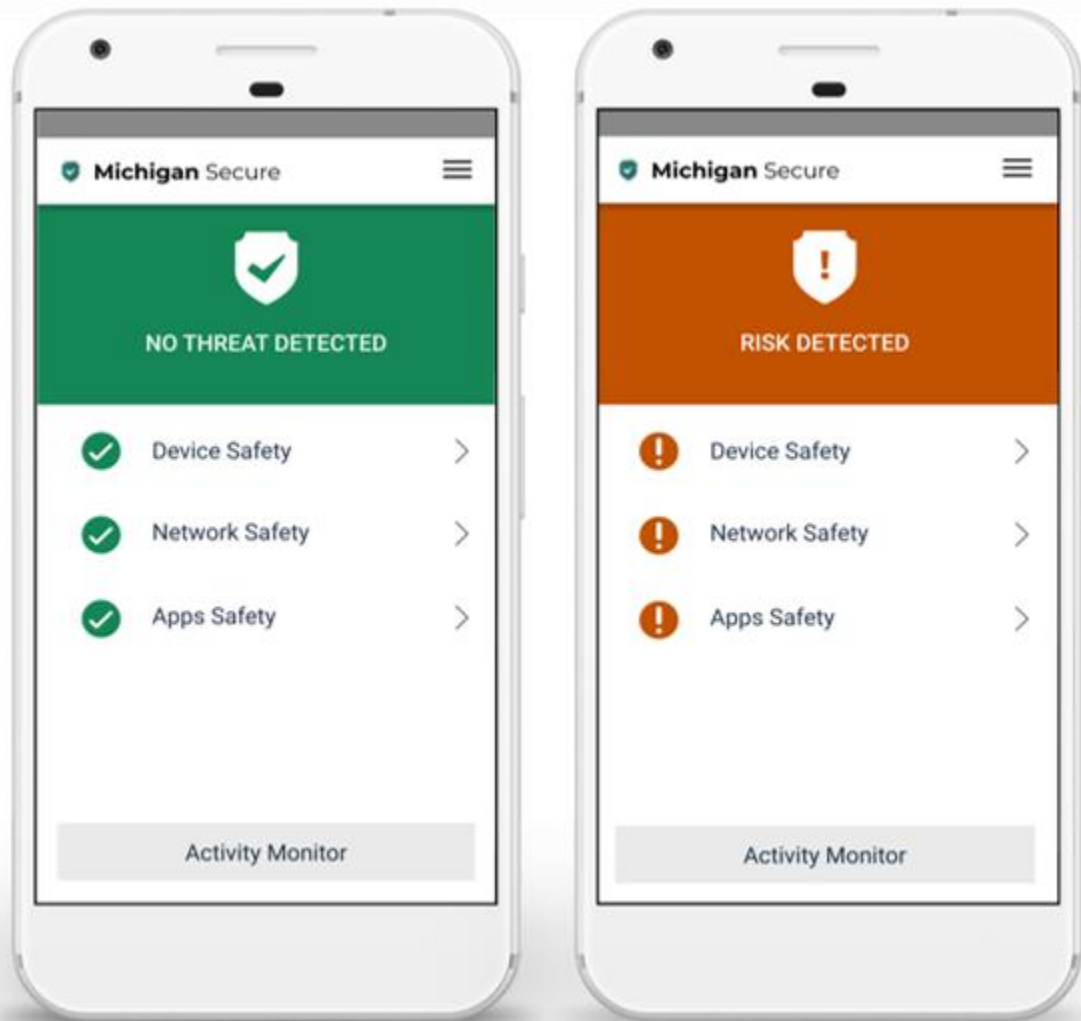 Michigan Secure
NO THREAT DETECTED
Device Safety
Network Safety
Apps Safety
Activity Monitor
Michigan Secure
RISK DETECTED
Device Safety
Network Safety
Apps Safety
Activity Monitor